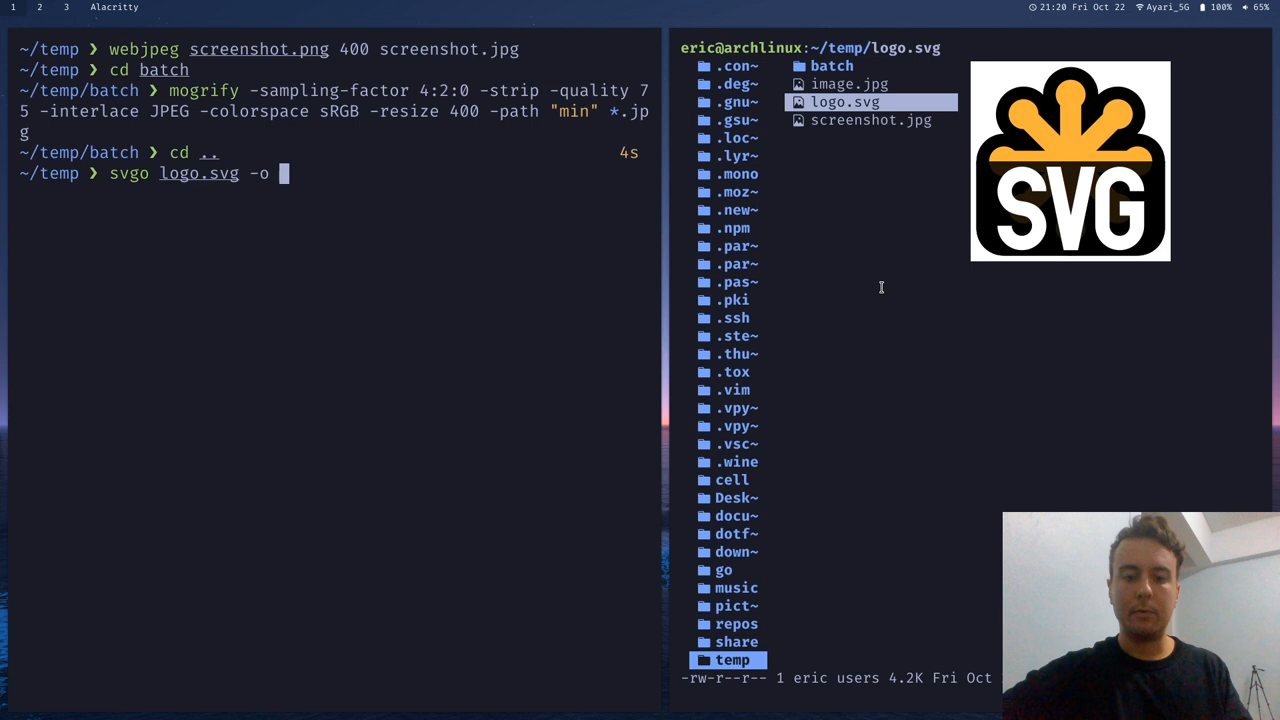 1 2 3 Alacritty 21:20 Fri Oct 22 Ayari_5G 100% 65%
~/temp ❯ webjpeg screenshot.png 400 screenshot.jpg
~/temp ❯ cd batch
~/temp/batch ❯ mogrify -sampling-factor 4:2:0 -strip -quality 7
5 -interlace JPEG -colorspace sRGB -resize 400 -path "min" *.jp
g
~/temp/batch ❯ cd .. 4s
~/temp ❯ svgo logo.svg -o
eric@archlinux:~/temp/logo.svg
.con~
.deg~
.gnu~
.gsu~
.loc~
.lyr~
.mono
.moz~
.new~
.npm
.par~
.par~
.pas~
.pki
.ssh
.ste~
.thu~
.tox
.vim
.vpy~
.vpy~
.vsc~
.wine
cell
Desk~
docu~
dotf~
down~
go
music
pict~
repos
share
temp
batch
image.jpg
logo.svg
screenshot.jpg
SVG
-rw-r--r-- 1 eric users 4.2K Fri Oct